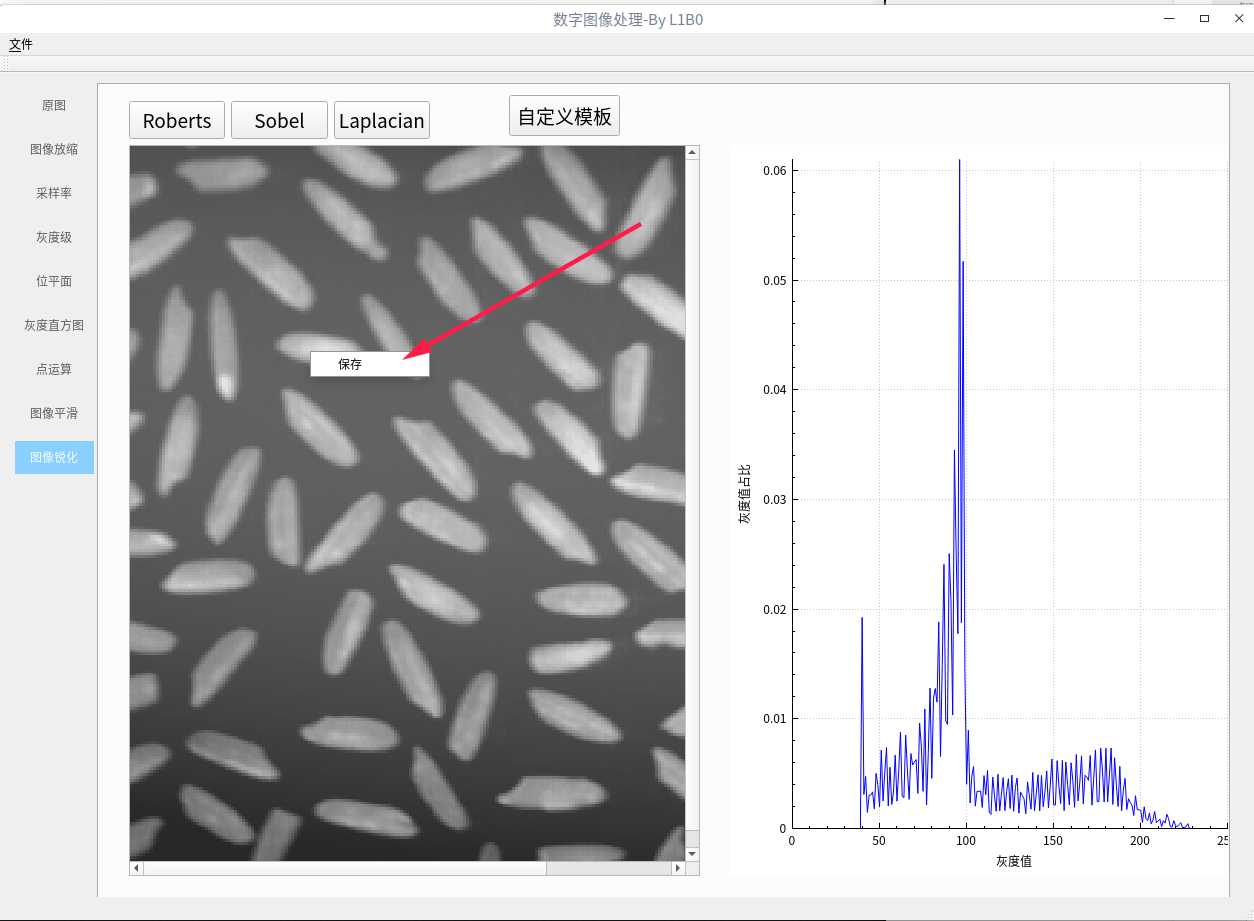 数字图像处理-By L1B0
文件
原图
图像放缩
采样率
灰度级
位平面
灰度直方图
点运算
图像平滑
图像锐化
Roberts
Sobel
Laplacian
自定义模板
保存
0.06
0.05
0.04
0.03
0.02
0.01
0
灰度值占比
0
50
100
150
200
25
灰度值